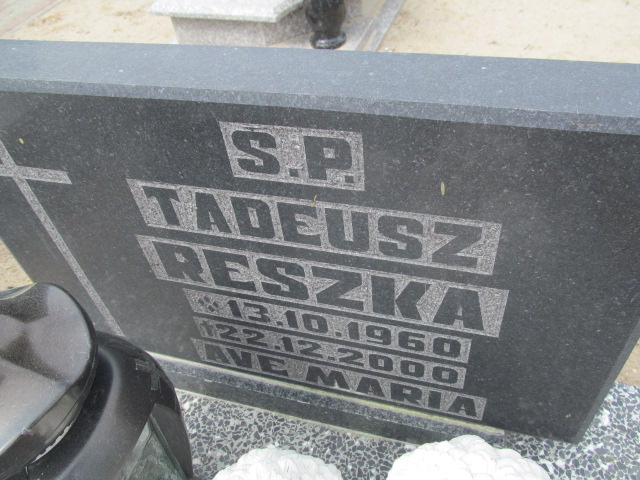 S.P.
TADEUSZ
RESZKA
* 13.10.1960
† 22.12.2000
AVE MARIA